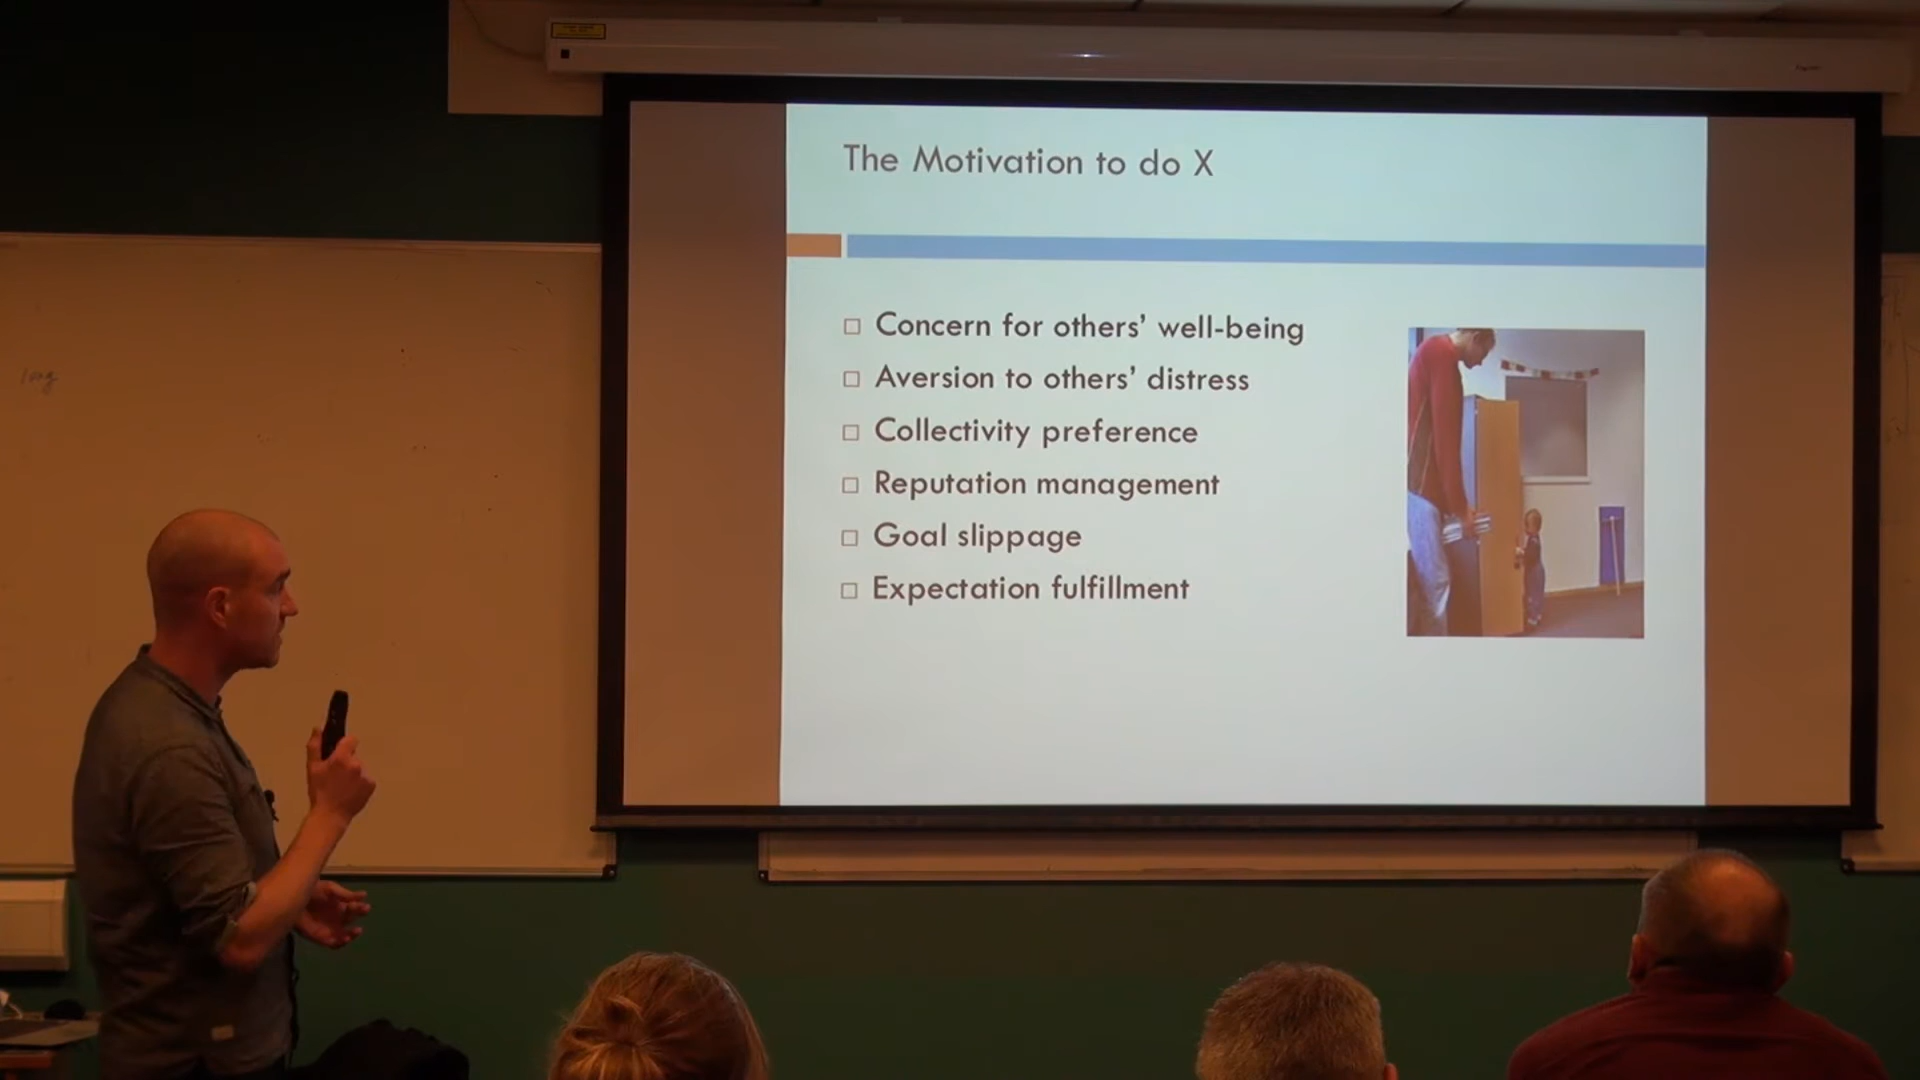 The Motivation to do X
Concern for others' well-being
Aversion to others' distress
Collectivity preference
Reputation management
Goal slippage
Expectation fulfillment